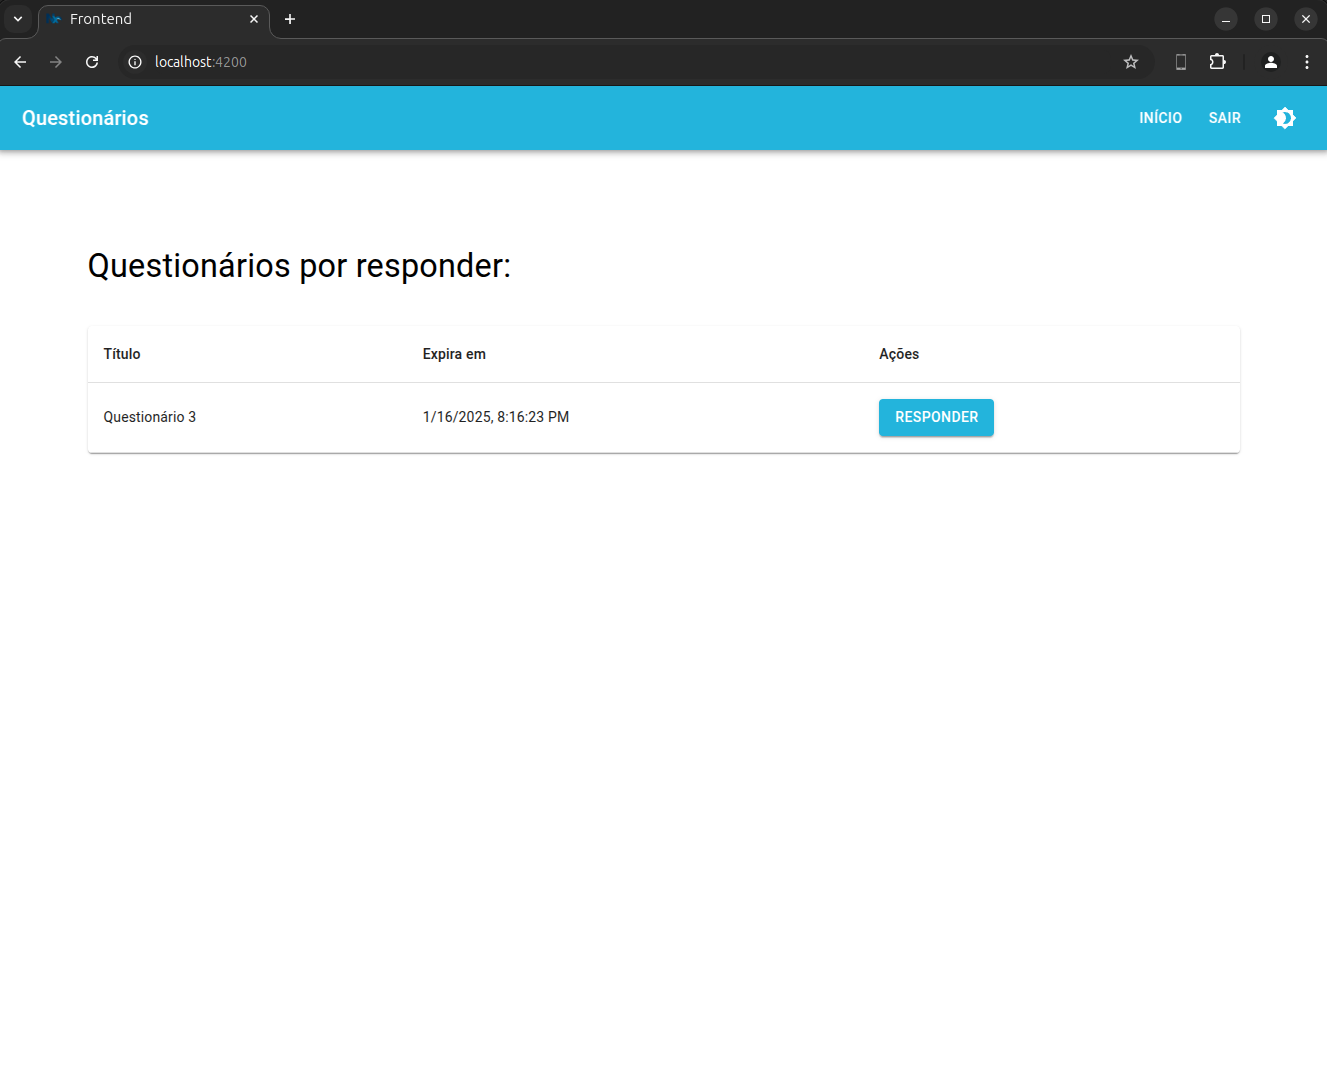 Frontend
localhost:4200
Questionários
INÍCIO SAIR
Questionários por responder:
Título Expira em Ações
Questionário 3 1/16/2025, 8:16:23 PM RESPONDER